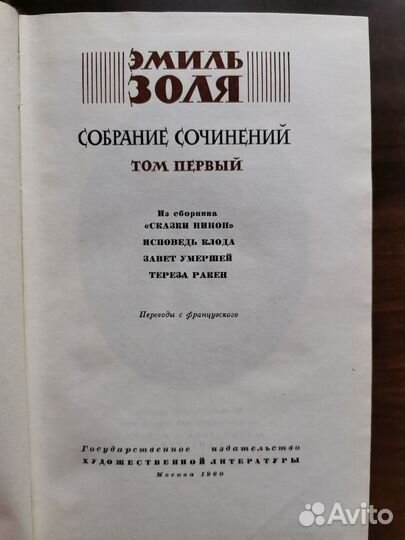 ЭМИЛЬ
ЗОЛЯ
СОБРАНИЕ СОЧИНЕНИЙ
ТОМ ПЕРВЫЙ
Из сборника
«СКАЗКИ НИНОН»
ИСПОВЕДЬ КЛОДА
ЗАВЕТ УМЕРШЕЙ
ТЕРЕЗА РАКЕН
Переводы с французского
Государственное издательство
ХУДОЖЕСТВЕННОЙ ЛИТЕРАТУРЫ
Москва 1960
Avito